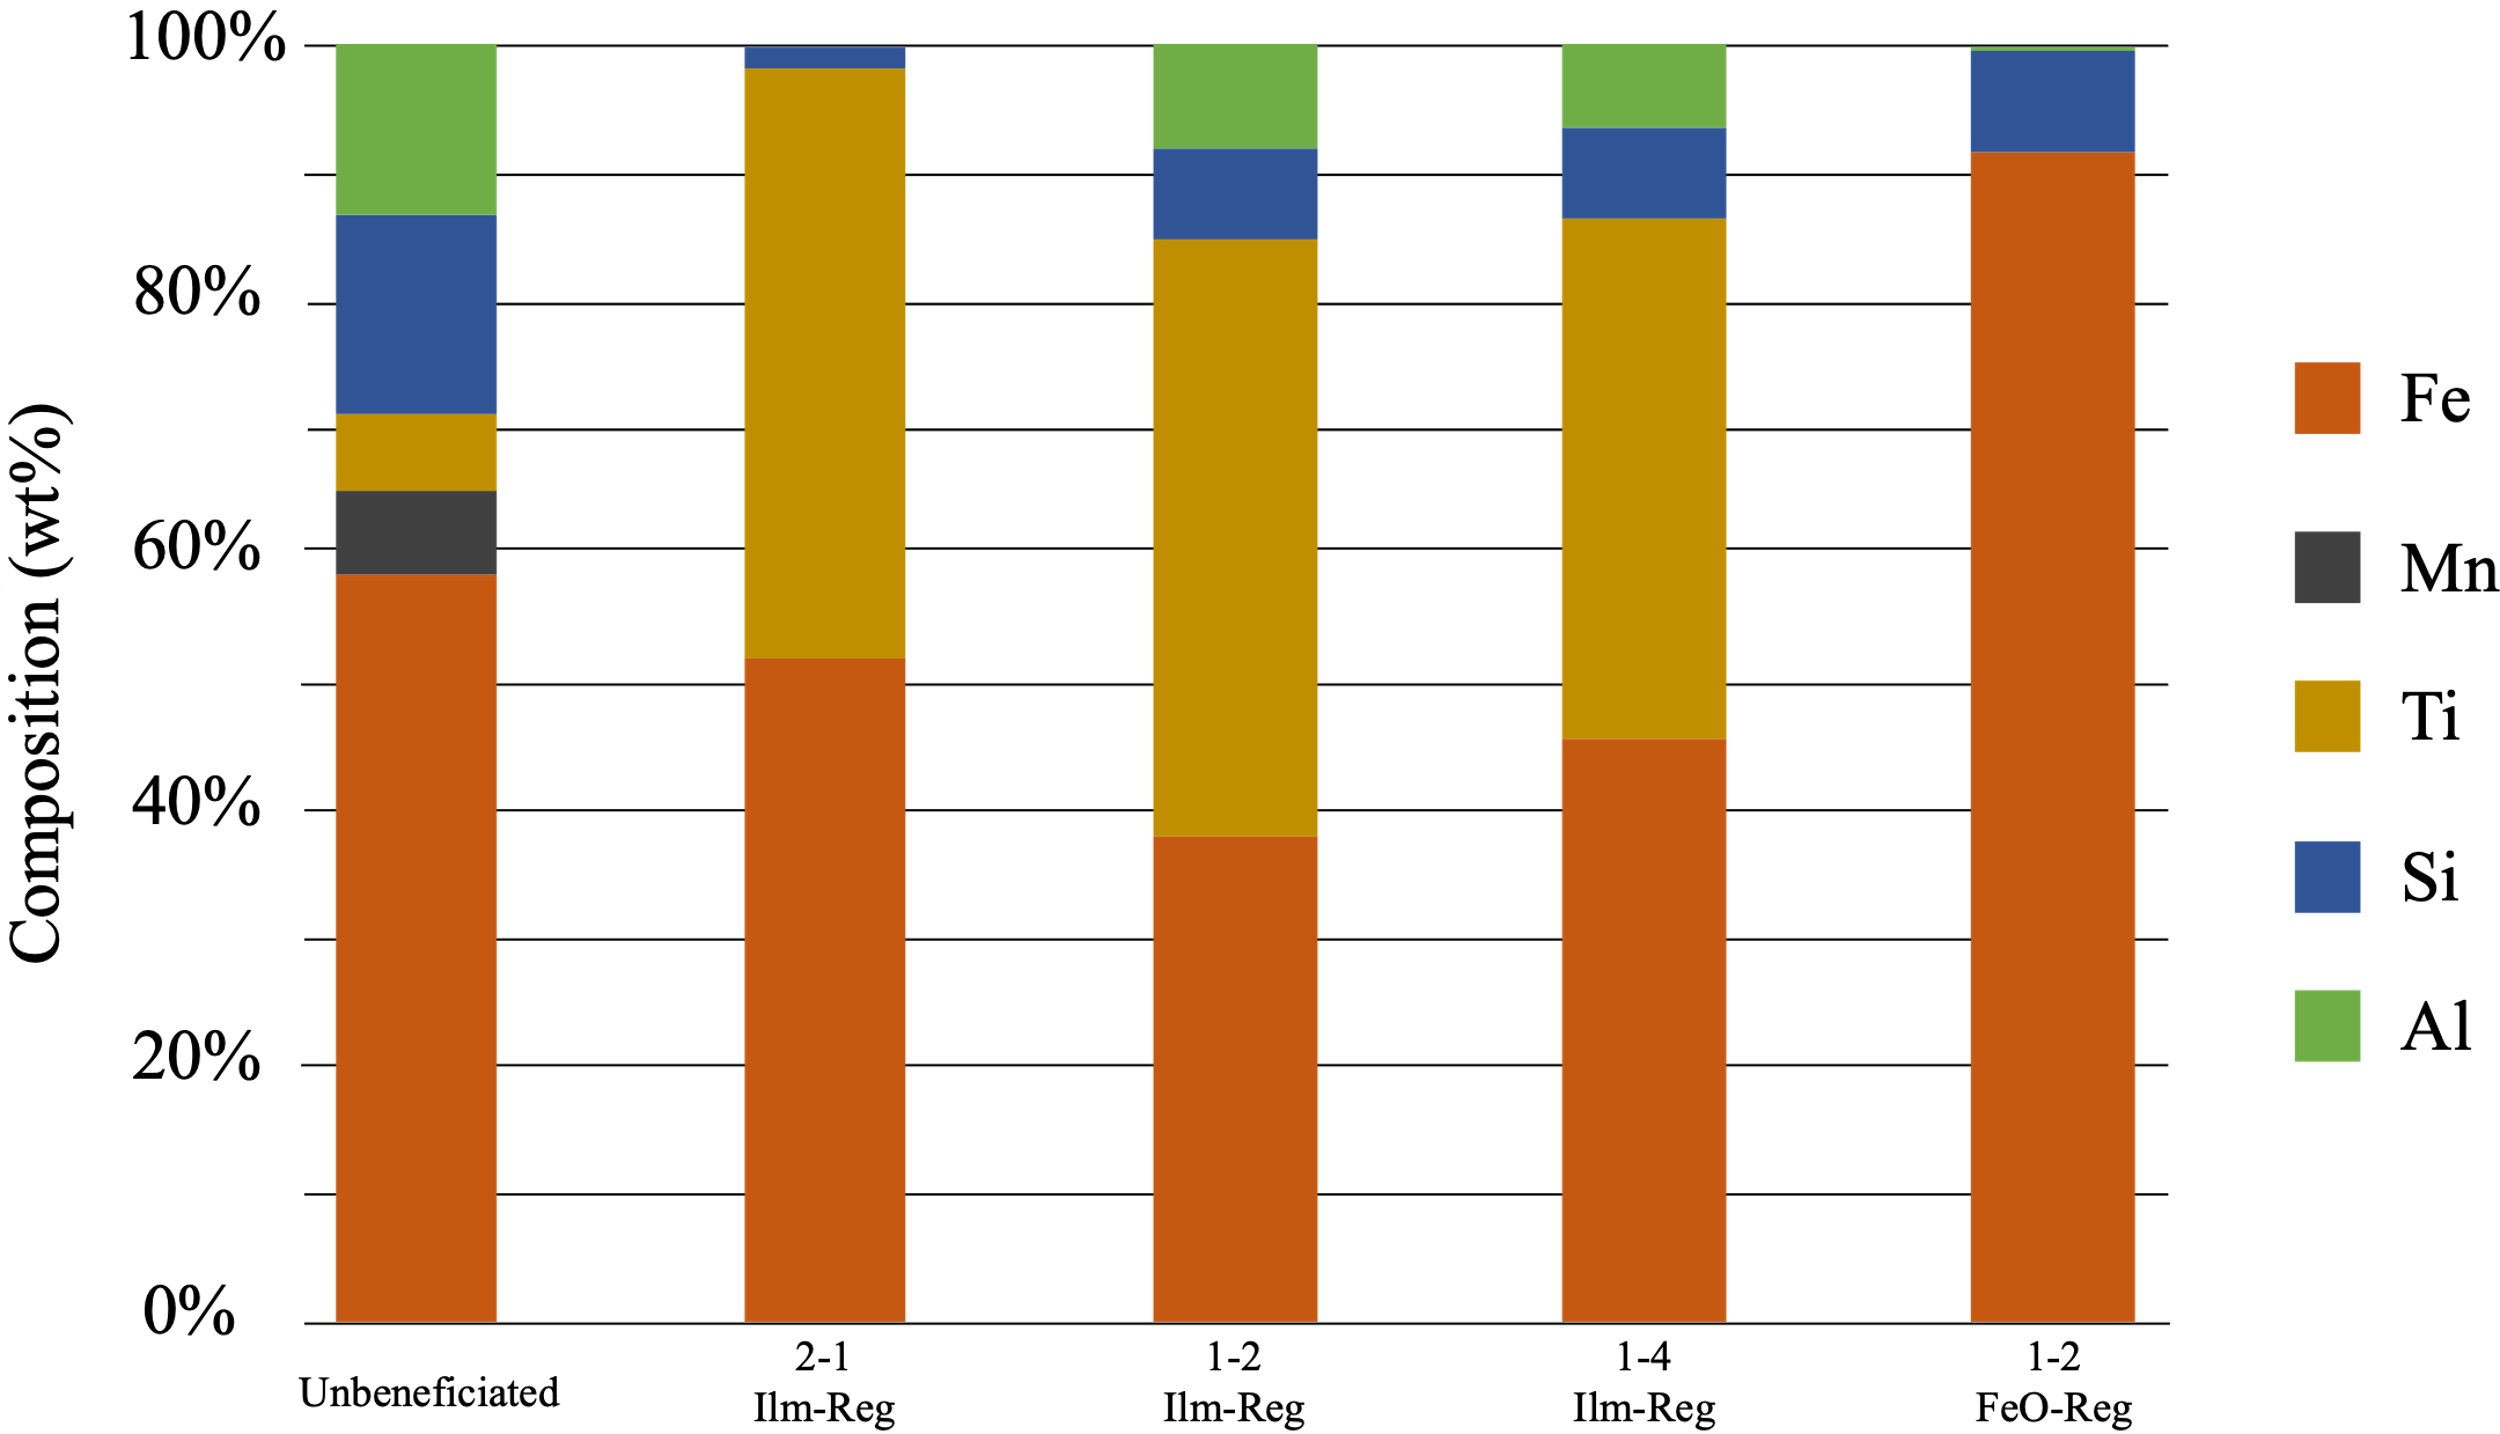 100%
80%
60%
40%
20%
0%
Composition (wt%)
Unbeneficiated
2-1
Ilm-Reg
1-2
Ilm-Reg
1-4
Ilm-Reg
1-2
FeO-Reg
Fe
Mn
Ti
Si
Al